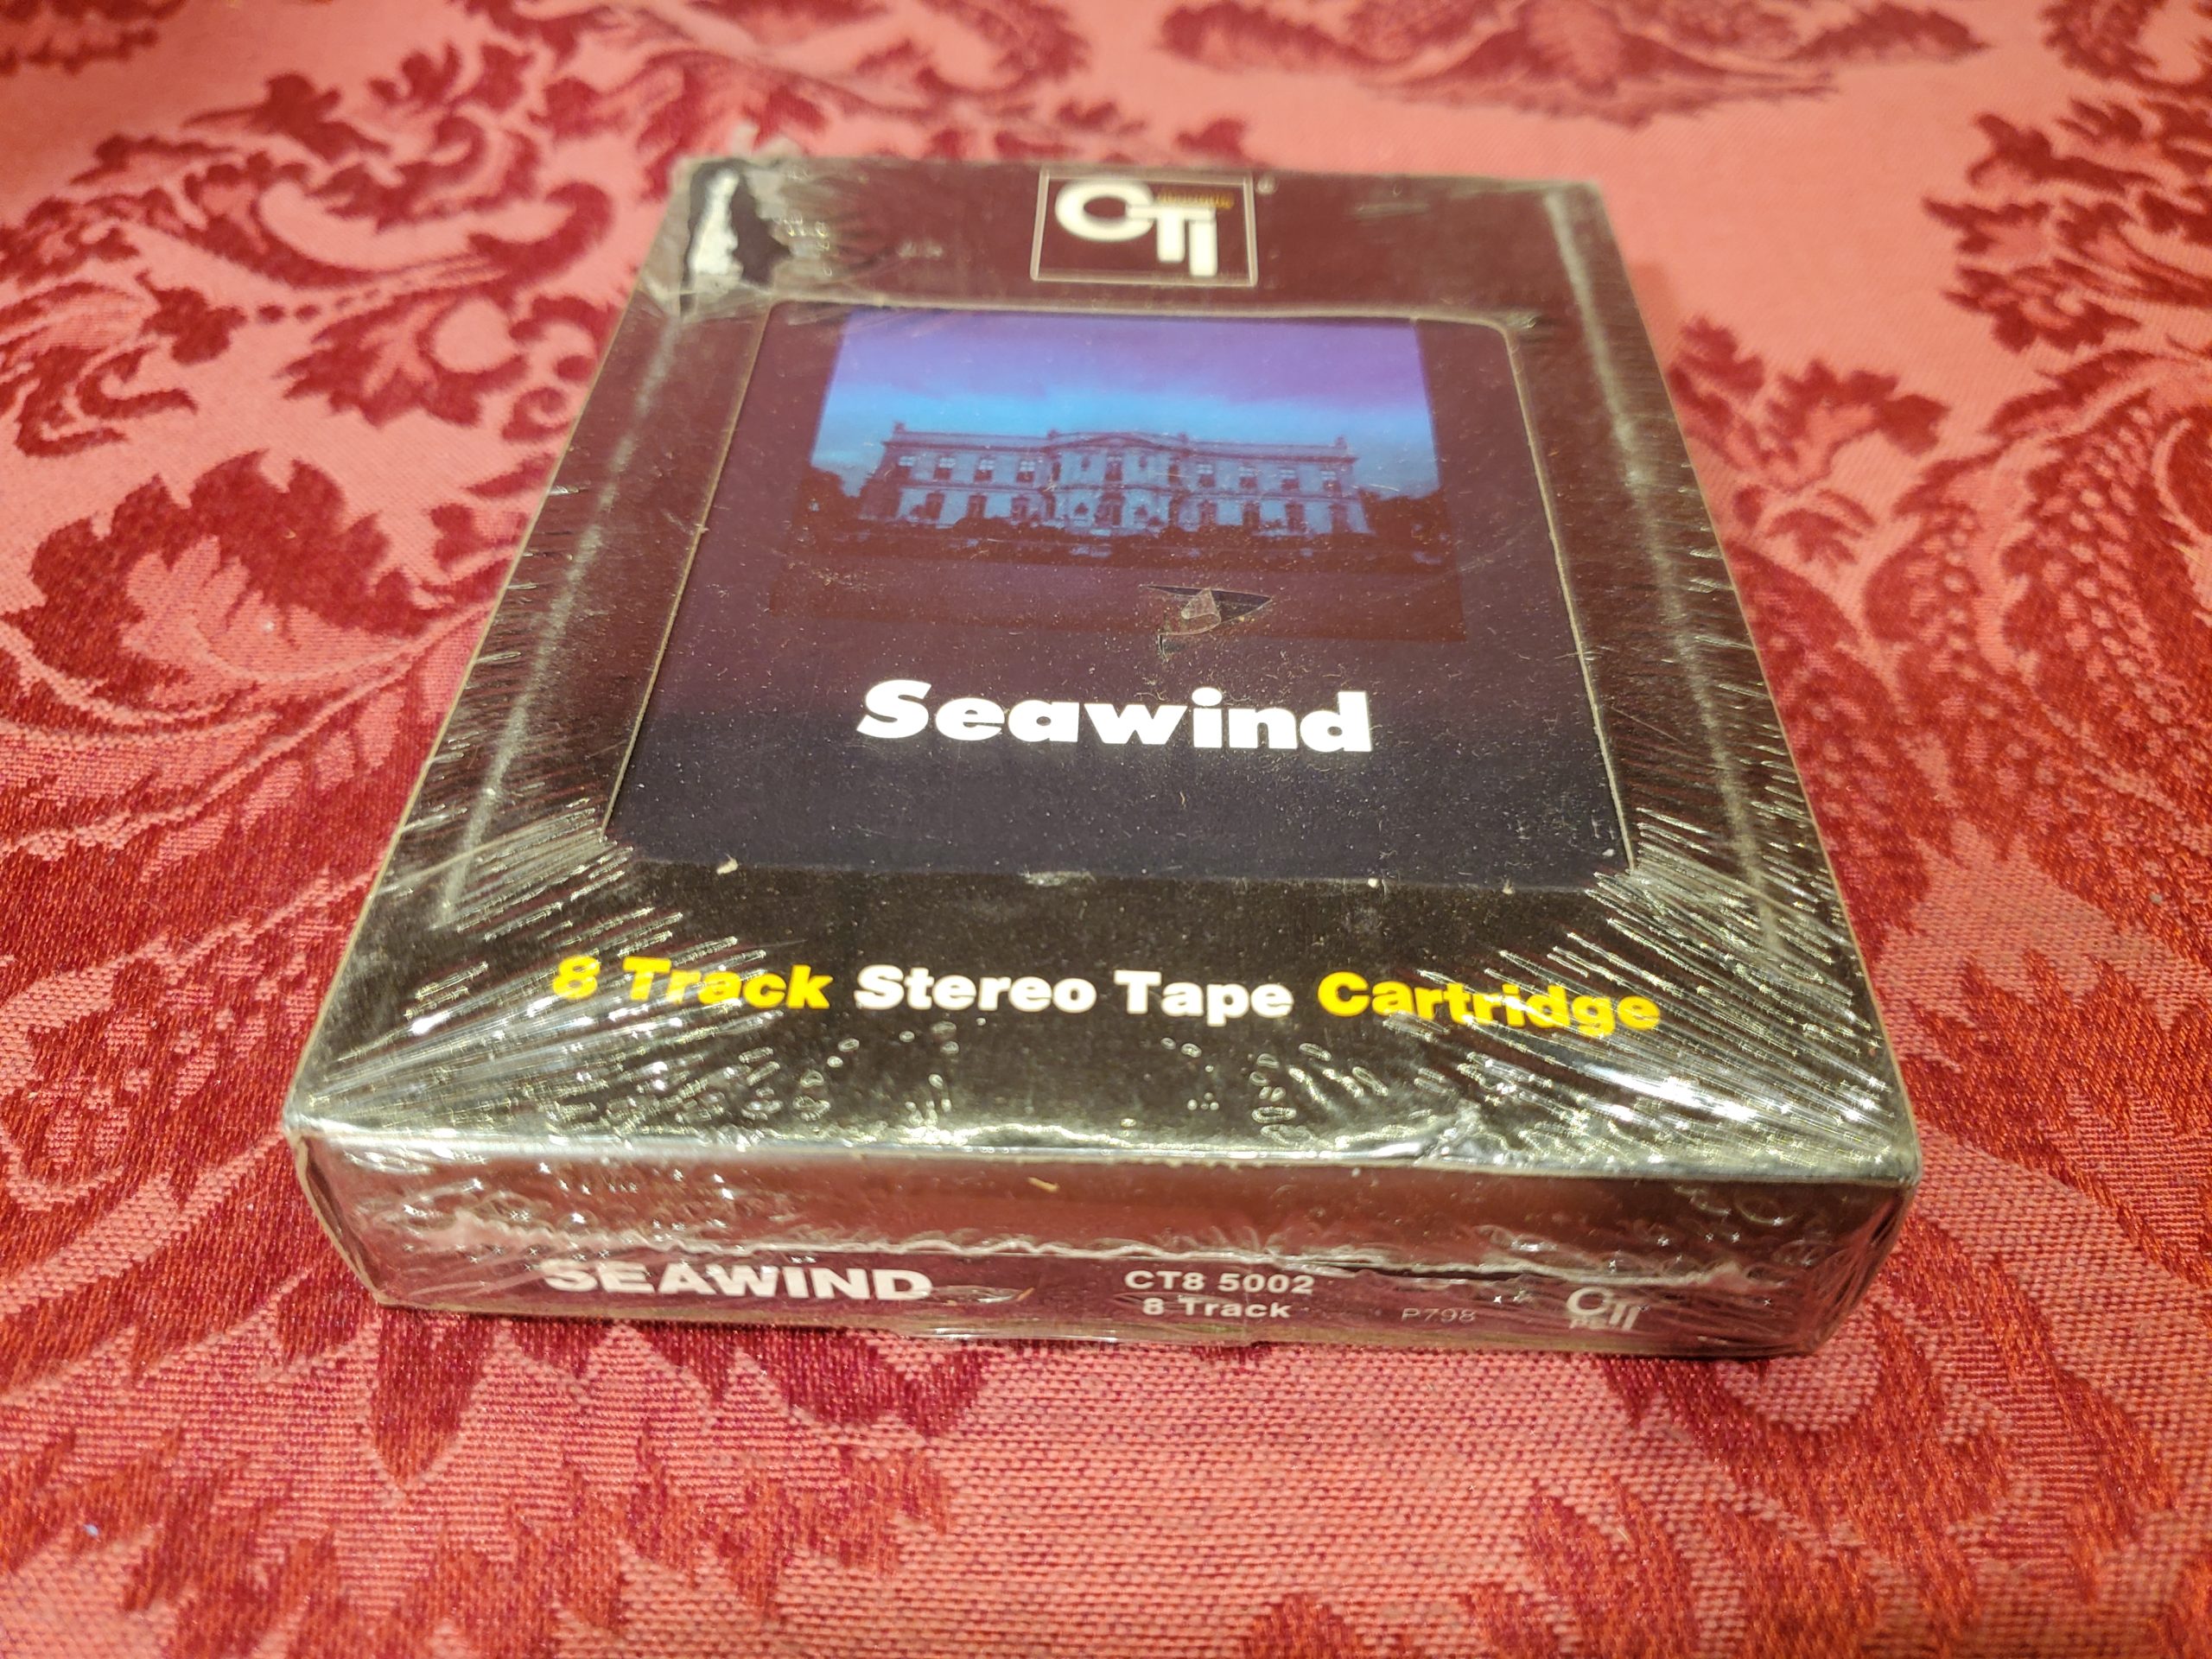 CTI
®
Seawind
8 Track Stereo Tape Cartridge
SEAWIND
CT8 5002
8 Track
P798
CTI